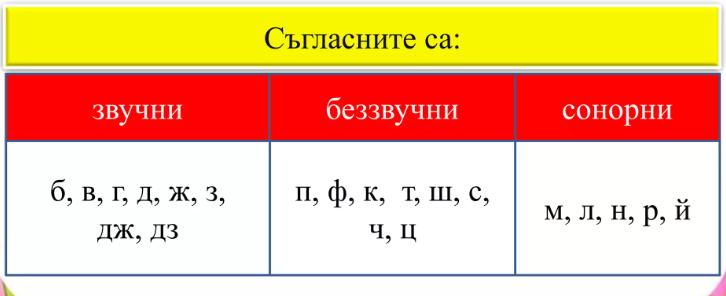 Съгласните са:
звучни беззвучни сонорни
б, в, г, д, ж, з,
дж, дз
п, ф, к, т, ш, с,
ч, ц
м, л, н, р, й